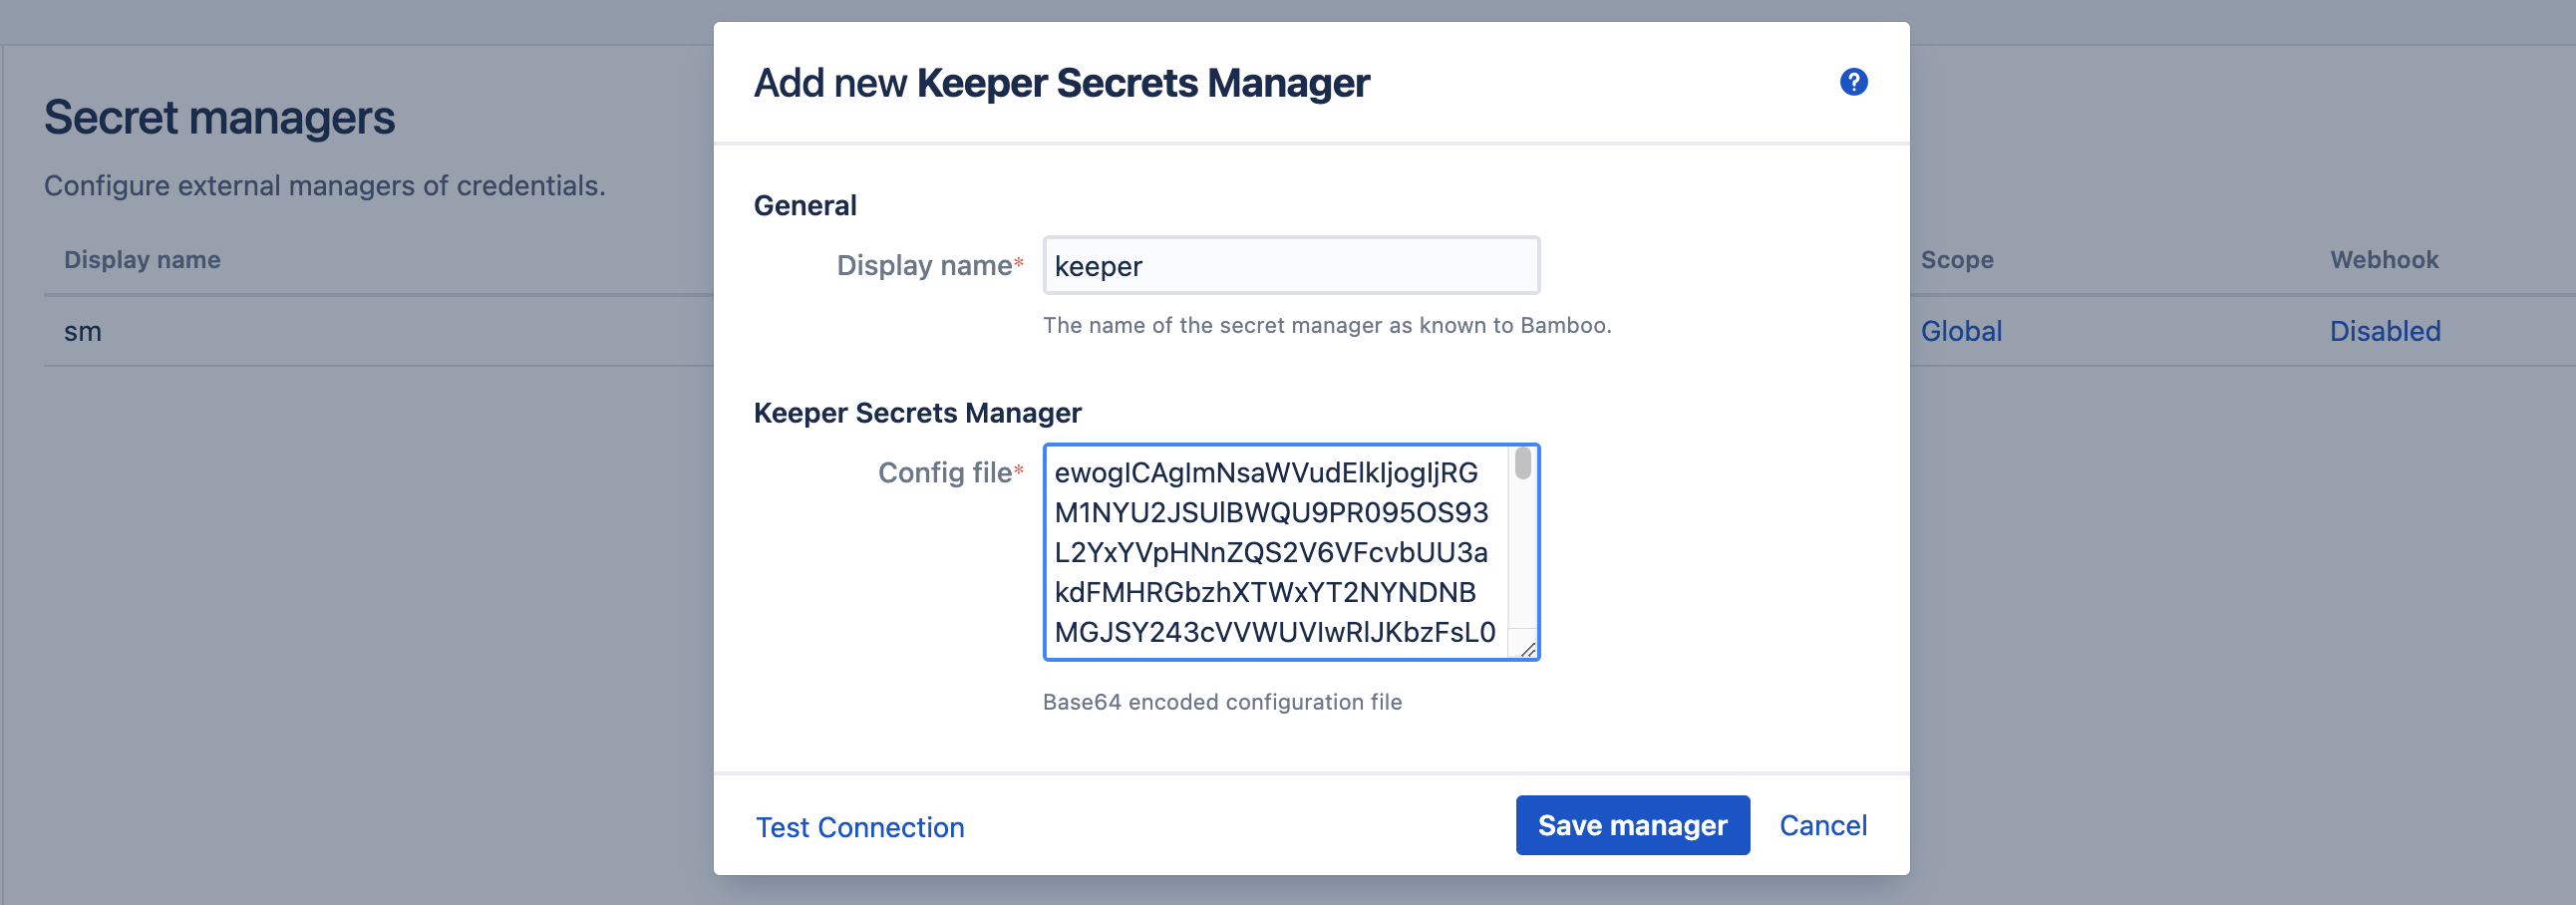 Add new Keeper Secrets Manager
?
Secret managers
Configure external managers of credentials.
Display name
Scope
Webhook
sm
Global
Disabled
General
Display name*
keeper
The name of the secret manager as known to Bamboo.
Keeper Secrets Manager
Config file*
ewogICAgImNsaWVudElkIjogIjRG
M1NYU2JSUlBWQU9PR095OS93
L2YxYVpHNnZQS2V6VFcvbUU3a
kdFMHRGbzhXTWxYT2NYNDNB
MGJSY243cVVWUVlwRlJKbzFsL0
Base64 encoded configuration file
Test Connection
Save manager
Cancel